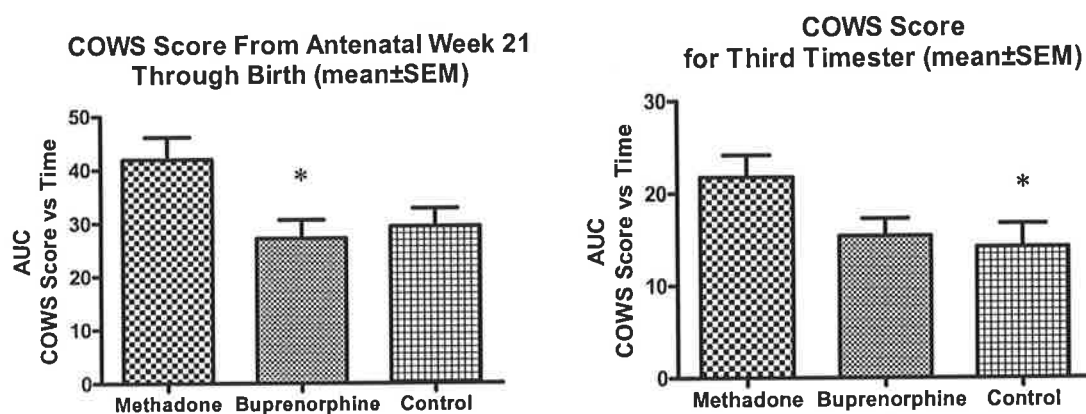 COWS Score From Antenatal Week 21
Through Birth (mean±SEM)
AUC
COWS Score vs Time
50
40
30
20
10
0
*
Methadone Buprenorphine Control
COWS Score
for Third Timester (mean±SEM)
AUC
COWS Score vs Time
30
20
10
0
*
Methadone Buprenorphine Control